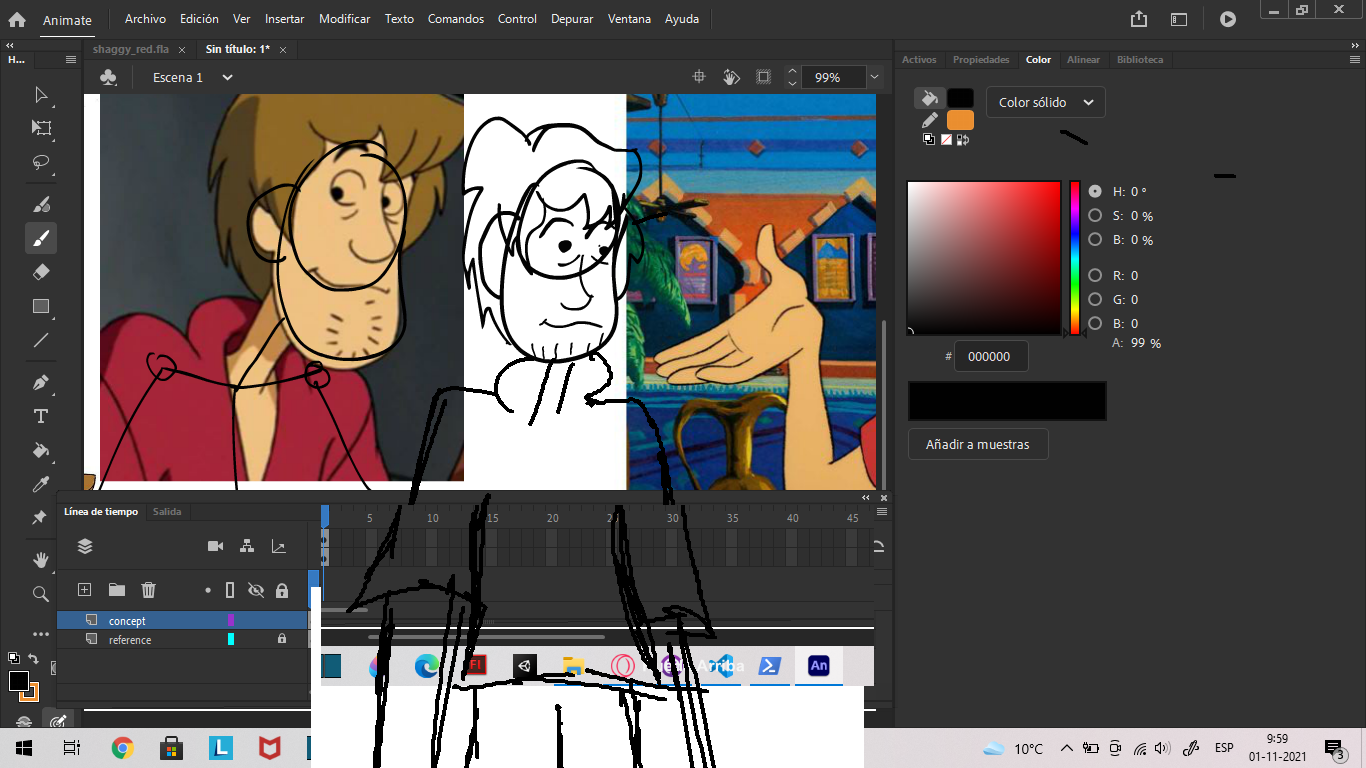 Animate Archivo Edición Ver Insertar Modificar Texto Comandos Control Depurar Ventana Ayuda
shaggy_red.fla Sin título: 1*
H...
Escena 1 99%
Activos Propiedades Color Alinear Biblioteca
Color sólido
H: 0 °
S: 0 %
B: 0 %
R: 0
G: 0
B: 0
A: 99 %
# 000000
Añadir a muestras
Línea de tiempo Salida
5 10 15 20 25 30 35 40 45
concept
reference
Fl Arriba An
L
10°C ESP
9:59
01-11-2021
3